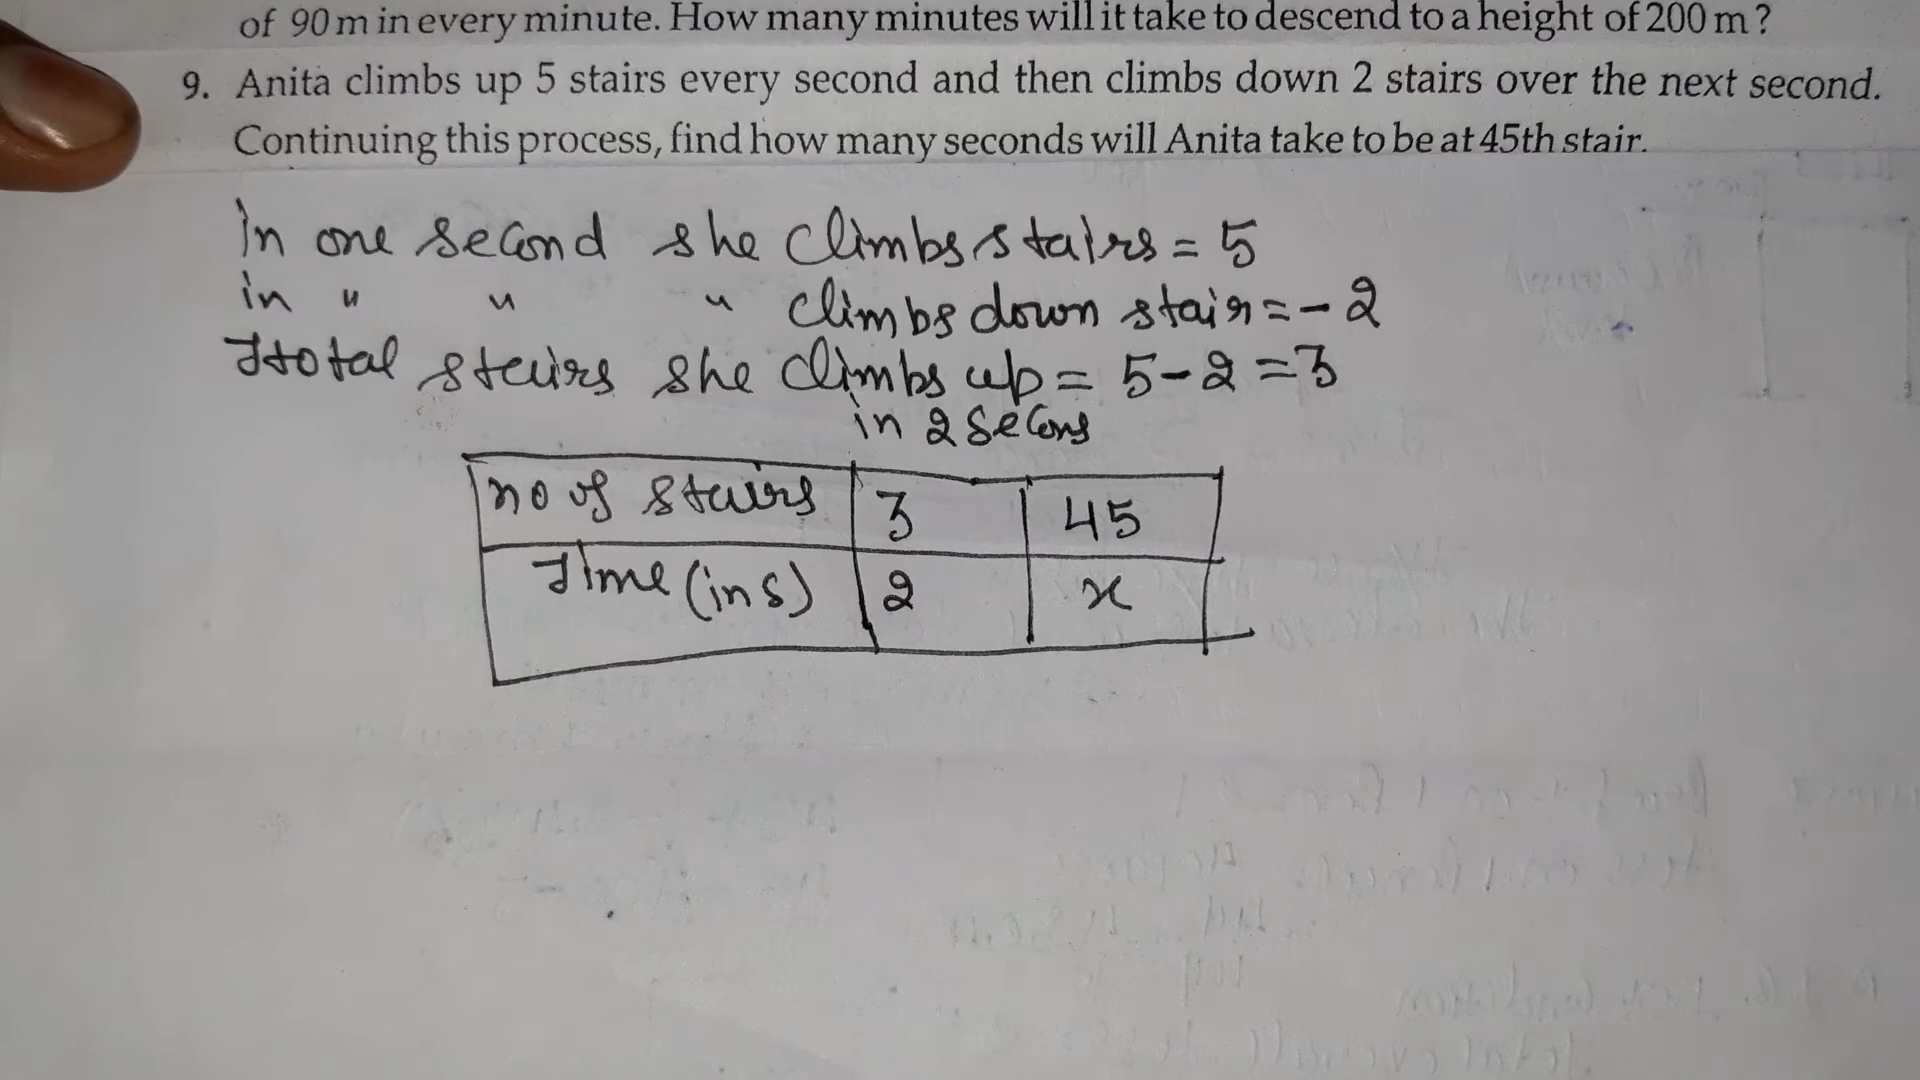 of 90 m in every minute. How many minutes will it take to descend to a height of 200 m?
9. Anita climbs up 5 stairs every second and then climbs down 2 stairs over the next second.
Continuing this process, find how many seconds will Anita take to be at 45th stair.
In one second she climbs stairs = 5
in " " " climbs down stair = - 2
Ttotal stairs she climbs up = 5 - 2 = 3
in 2 secons
no of stairs 3 45
Time (in s) 2 x